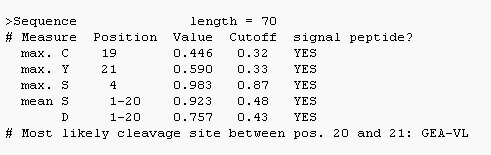 >Sequence length = 70
# Measure Position Value Cutoff signal peptide?
max. C 19 0.446 0.32 YES
max. Y 21 0.590 0.33 YES
max. S 4 0.983 0.87 YES
mean S 1-20 0.923 0.48 YES
D 1-20 0.757 0.43 YES
# Most likely cleavage site between pos. 20 and 21: GEA-VL